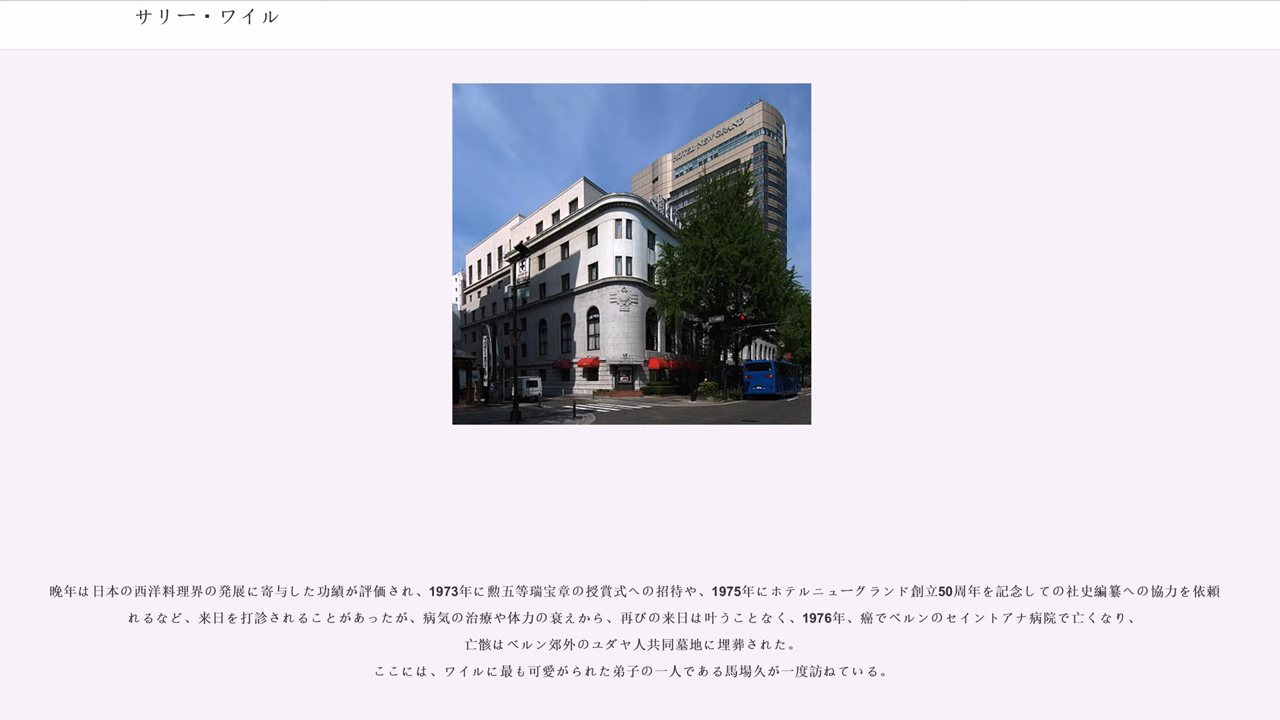 サリー・ワイル
HOTEL NEW GRAND
晩年は日本の西洋料理界の発展に寄与した功績が評価され、1973年に勲五等瑞宝章の授賞式への招待や、1975年にホテルニューグランド創立50周年を記念しての社史編纂への協力を依頼
れるなど、来日を打診されることがあったが、病気の治療や体力の衰えから、再びの来日は叶うことなく、1976年、癌でベルンのセイントアナ病院で亡くなり、
亡骸はベルン郊外のユダヤ人共同墓地に埋葬された。
ここには、ワイルに最も可愛がられた弟子の一人である馬場久が一度訪ねている。